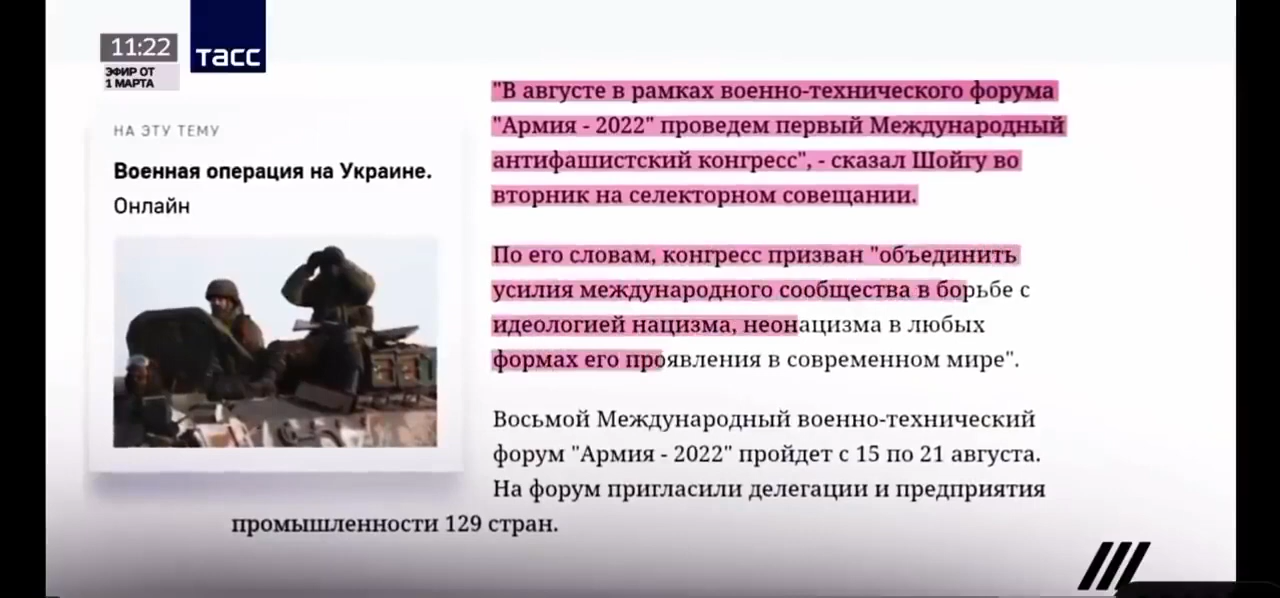 11:22
ЭФИР ОТ
1 МАРТА
ТАСС
НА ЭТУ ТЕМУ
Военная операция на Украине.
Онлайн
"В августе в рамках военно-технического форума
"Армия - 2022" проведем первый Международный
антифашистский конгресс", - сказал Шойгу во
вторник на селекторном совещании.
По его словам, конгресс призван "объединить
усилия международного сообщества в борьбе с
идеологией нацизма, неонацизма в любых
формах его проявления в современном мире".
Восьмой Международный военно-технический
форум "Армия - 2022" пройдет с 15 по 21 августа.
На форум пригласили делегации и предприятия
промышленности 129 стран.